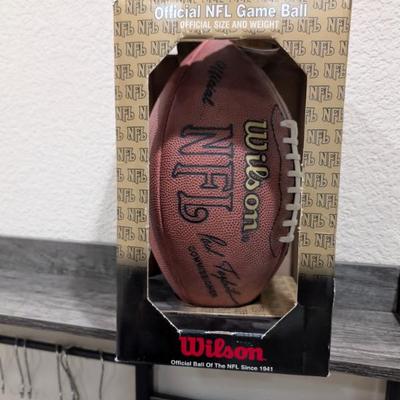 Official NFL Game Ball
OFFICIAL SIZE AND WEIGHT
Official
NFL
Wilson
COMMISSIONER
Wilson
Official Ball Of The NFL Since 1941